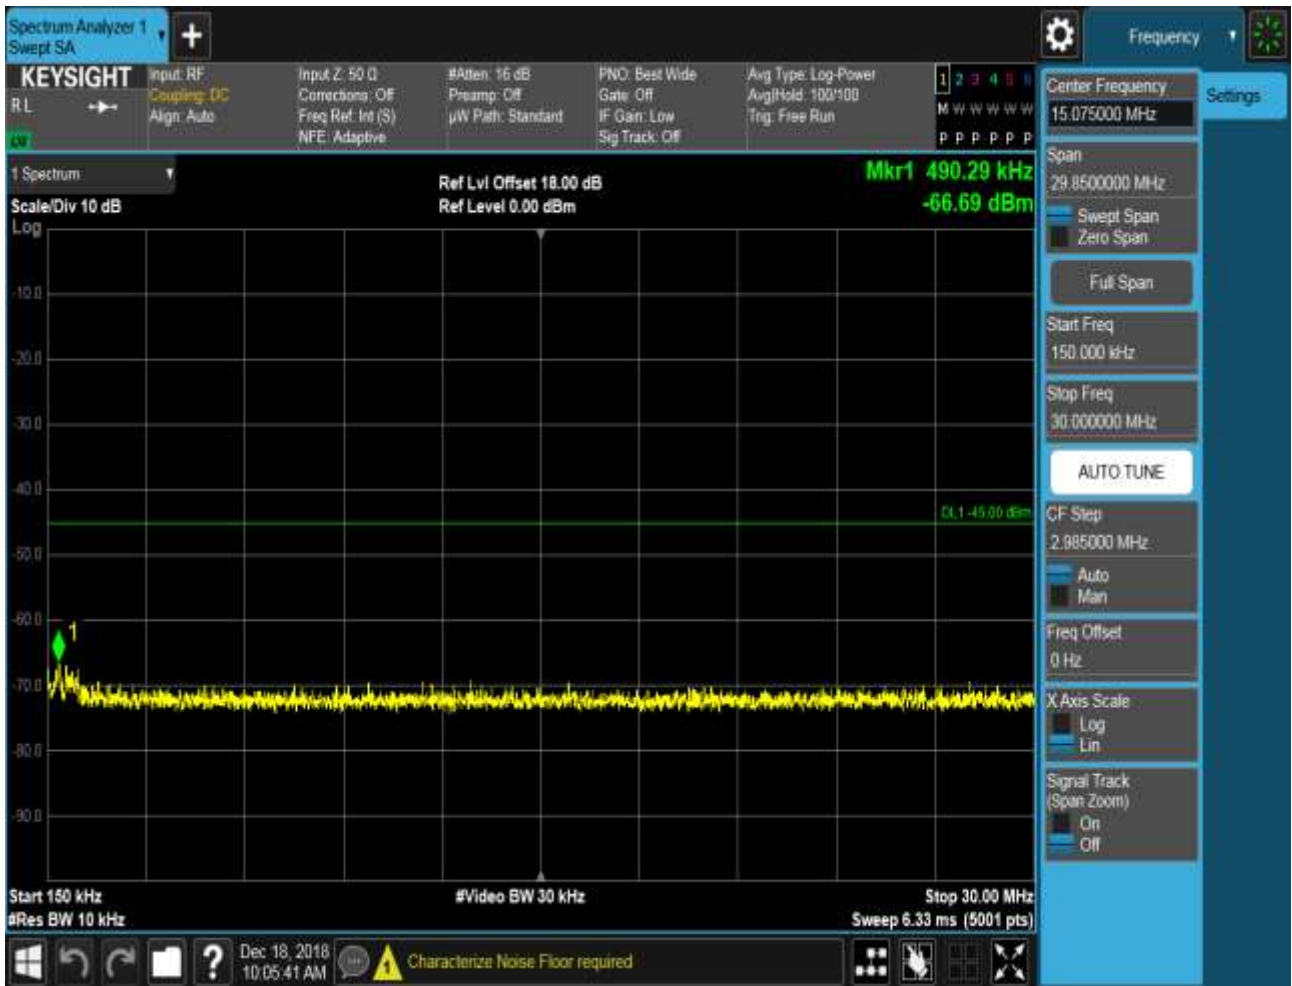 Spectrum Analyzer 1
Swept SA
Frequency
KEYSIGHT
RL
Input: RF
Coupling: DC
Align: Auto
Input Z: 50 Ω
Corrections: Off
Freq Ref: Int (S)
NFE: Adaptive
#Atten: 16 dB
Preamp: Off
µW Path: Standard
PNO: Best Wide
Gate: Off
IF Gain: Low
Sig Track: Off
Avg Type: Log-Power
Avg|Hold: 100/100
Trig: Free Run
1 2 3 4 5 6
M W W W W W
P P P P P P
1 Spectrum
Scale/Div 10 dB
Log
Ref Lvl Offset 18.00 dB
Ref Level 0.00 dBm
Mkr1 490.29 kHz
-66.69 dBm
-10.0
-20.0
-30.0
-40.0
DL1 -45.00 dBm
-50.0
-60.0
1
-70.0
-80.0
-90.0
Start 150 kHz
#Res BW 10 kHz
#Video BW 30 kHz
Stop 30.00 MHz
Sweep 6.33 ms (5001 pts)
Center Frequency
15.075000 MHz
Settings
Span
29.8500000 MHz
Swept Span
Zero Span
Full Span
Start Freq
150.000 kHz
Stop Freq
30.000000 MHz
AUTO TUNE
CF Step
2.985000 MHz
Auto
Man
Freq Offset
0 Hz
X Axis Scale
Log
Lin
Signal Track
(Span Zoom)
On
Off
?
Dec 18, 2018
10:05:41 AM
Characterize Noise Floor required